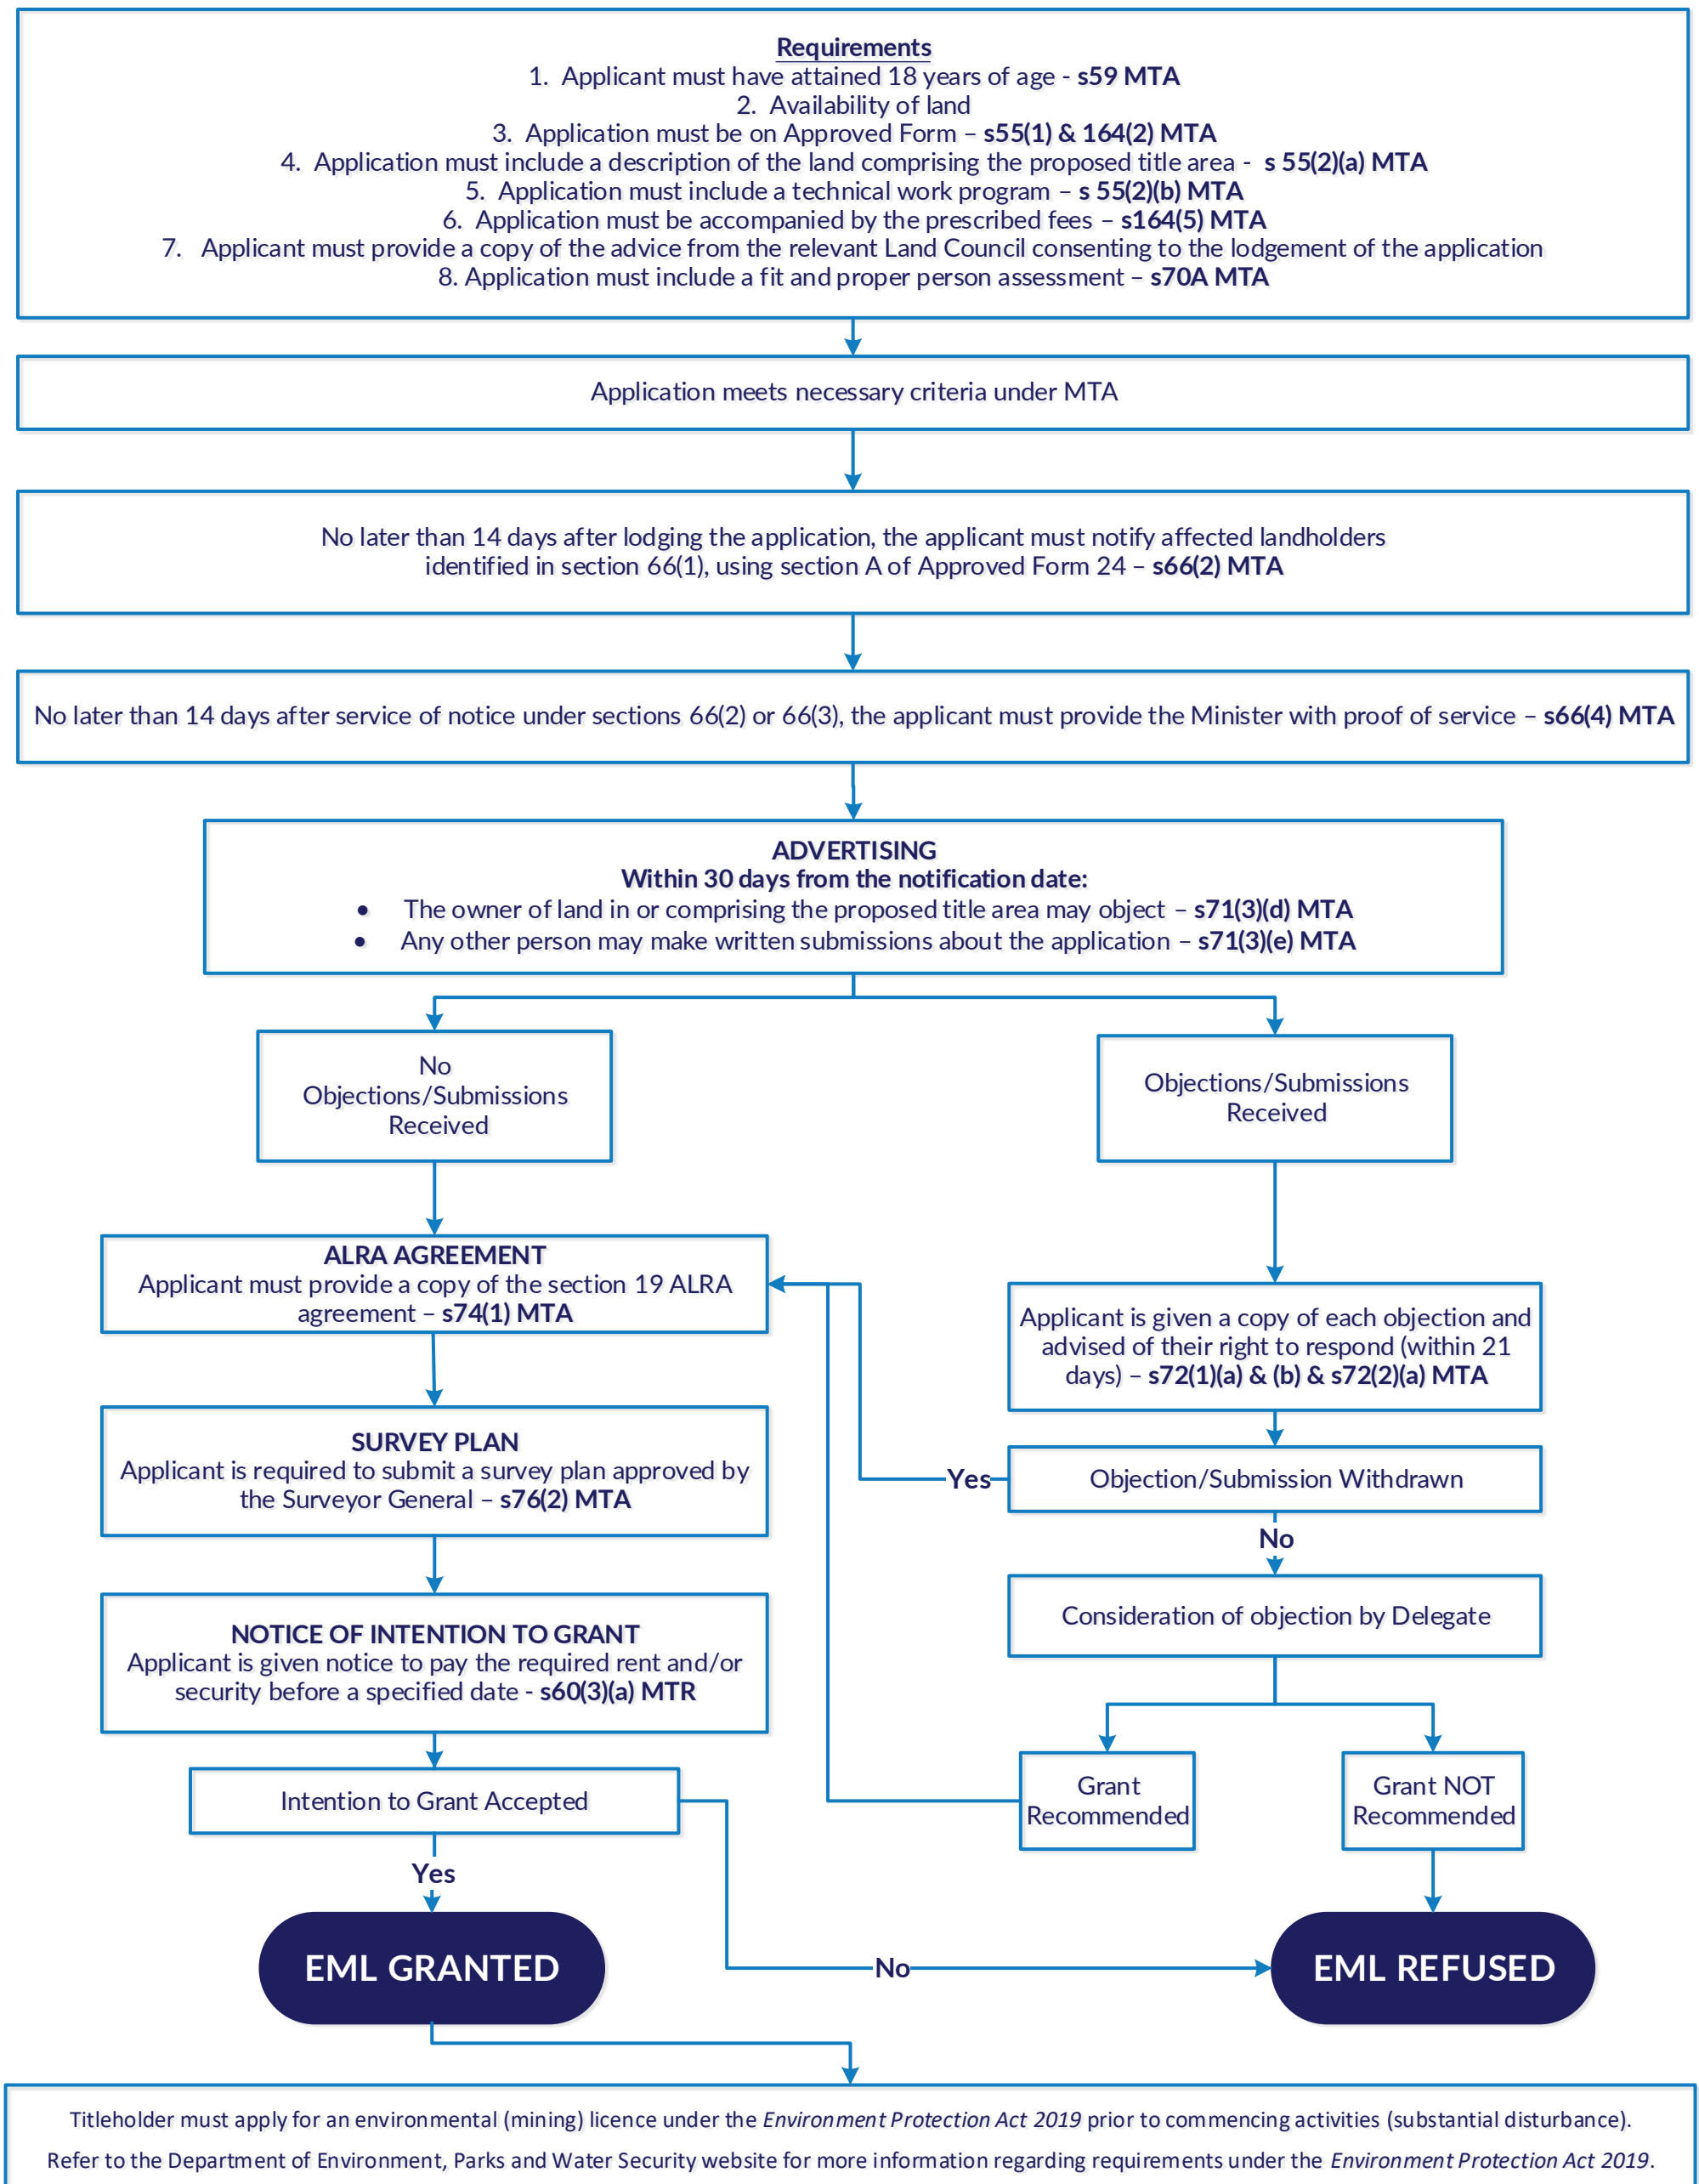 Requirements
1. Applicant must have attained 18 years of age - s59 MTA
2. Availability of land
3. Application must be on Approved Form – s55(1) & 164(2) MTA
4. Application must include a description of the land comprising the proposed title area - s 55(2)(a) MTA
5. Application must include a technical work program – s 55(2)(b) MTA
6. Application must be accompanied by the prescribed fees – s164(5) MTA
7. Applicant must provide a copy of the advice from the relevant Land Council consenting to the lodgement of the application
8. Application must include a fit and proper person assessment – s70A MTA
Application meets necessary criteria under MTA
No later than 14 days after lodging the application, the applicant must notify affected landholders
identified in section 66(1), using section A of Approved Form 24 – s66(2) MTA
No later than 14 days after service of notice under sections 66(2) or 66(3), the applicant must provide the Minister with proof of service – s66(4) MTA
ADVERTISING
Within 30 days from the notification date:
• The owner of land in or comprising the proposed title area may object – s71(3)(d) MTA
• Any other person may make written submissions about the application – s71(3)(e) MTA
No
Objections/Submissions
Received
Objections/Submissions
Received
ALRA AGREEMENT
Applicant must provide a copy of the section 19 ALRA
agreement – s74(1) MTA
Applicant is given a copy of each objection and
advised of their right to respond (within 21
days) – s72(1)(a) & (b) & s72(2)(a) MTA
SURVEY PLAN
Applicant is required to submit a survey plan approved by
the Surveyor General – s76(2) MTA
Yes
Objection/Submission Withdrawn
No
Consideration of objection by Delegate
NOTICE OF INTENTION TO GRANT
Applicant is given notice to pay the required rent and/or
security before a specified date - s60(3)(a) MTR
Intention to Grant Accepted
Grant
Recommended
Grant NOT
Recommended
Yes
EML GRANTED
No
EML REFUSED
Titleholder must apply for an environmental (mining) licence under the Environment Protection Act 2019 prior to commencing activities (substantial disturbance).
Refer to the Department of Environment, Parks and Water Security website for more information regarding requirements under the Environment Protection Act 2019.